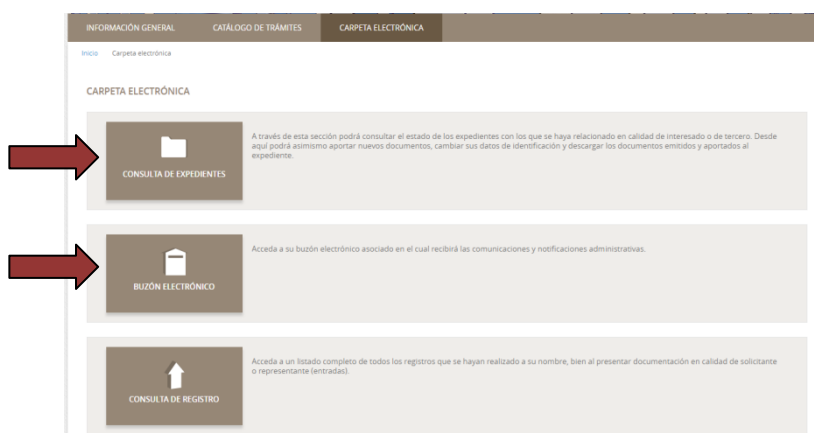 INFORMACIÓN GENERAL CATÁLOGO DE TRÁMITES CARPETA ELECTRÓNICA
Inicio Carpeta electrónica
CARPETA ELECTRÓNICA
A través de esta sección podrá consultar el estado de los expedientes con los que se haya relacionado en calidad de interesado o de tercero. Desde
aquí podrá asimismo aportar nuevos documentos, cambiar sus datos de identificación y descargar los documentos emitidos y aportados al
expediente.
CONSULTA DE EXPEDIENTES
Acceda a su buzón electrónico asociado en el cual recibirá las comunicaciones y notificaciones administrativas.
BUZÓN ELECTRÓNICO
Acceda a un listado completo de todos los registros que se hayan realizado a su nombre, bien al presentar documentación en calidad de solicitante
o representante (entradas).
CONSULTA DE REGISTRO